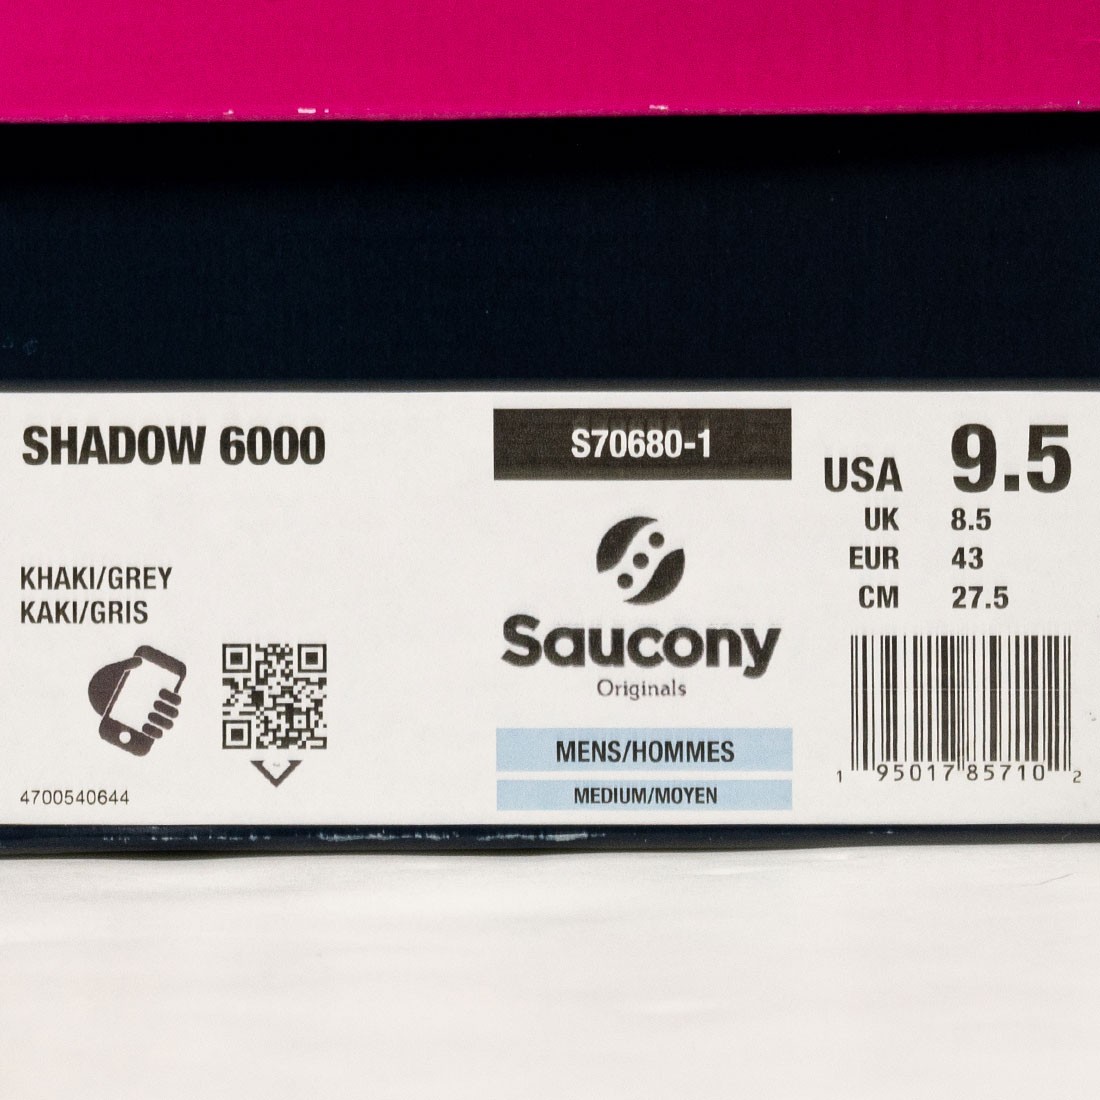 SHADOW 6000
KHAKI/GREY
KAKI/GRIS
4700540644
S70680-1
Saucony
Originals
MENS/HOMMES
MEDIUM/MOYEN
USA 9.5
UK 8.5
EUR 43
CM 27.5
1 95017 85710 2